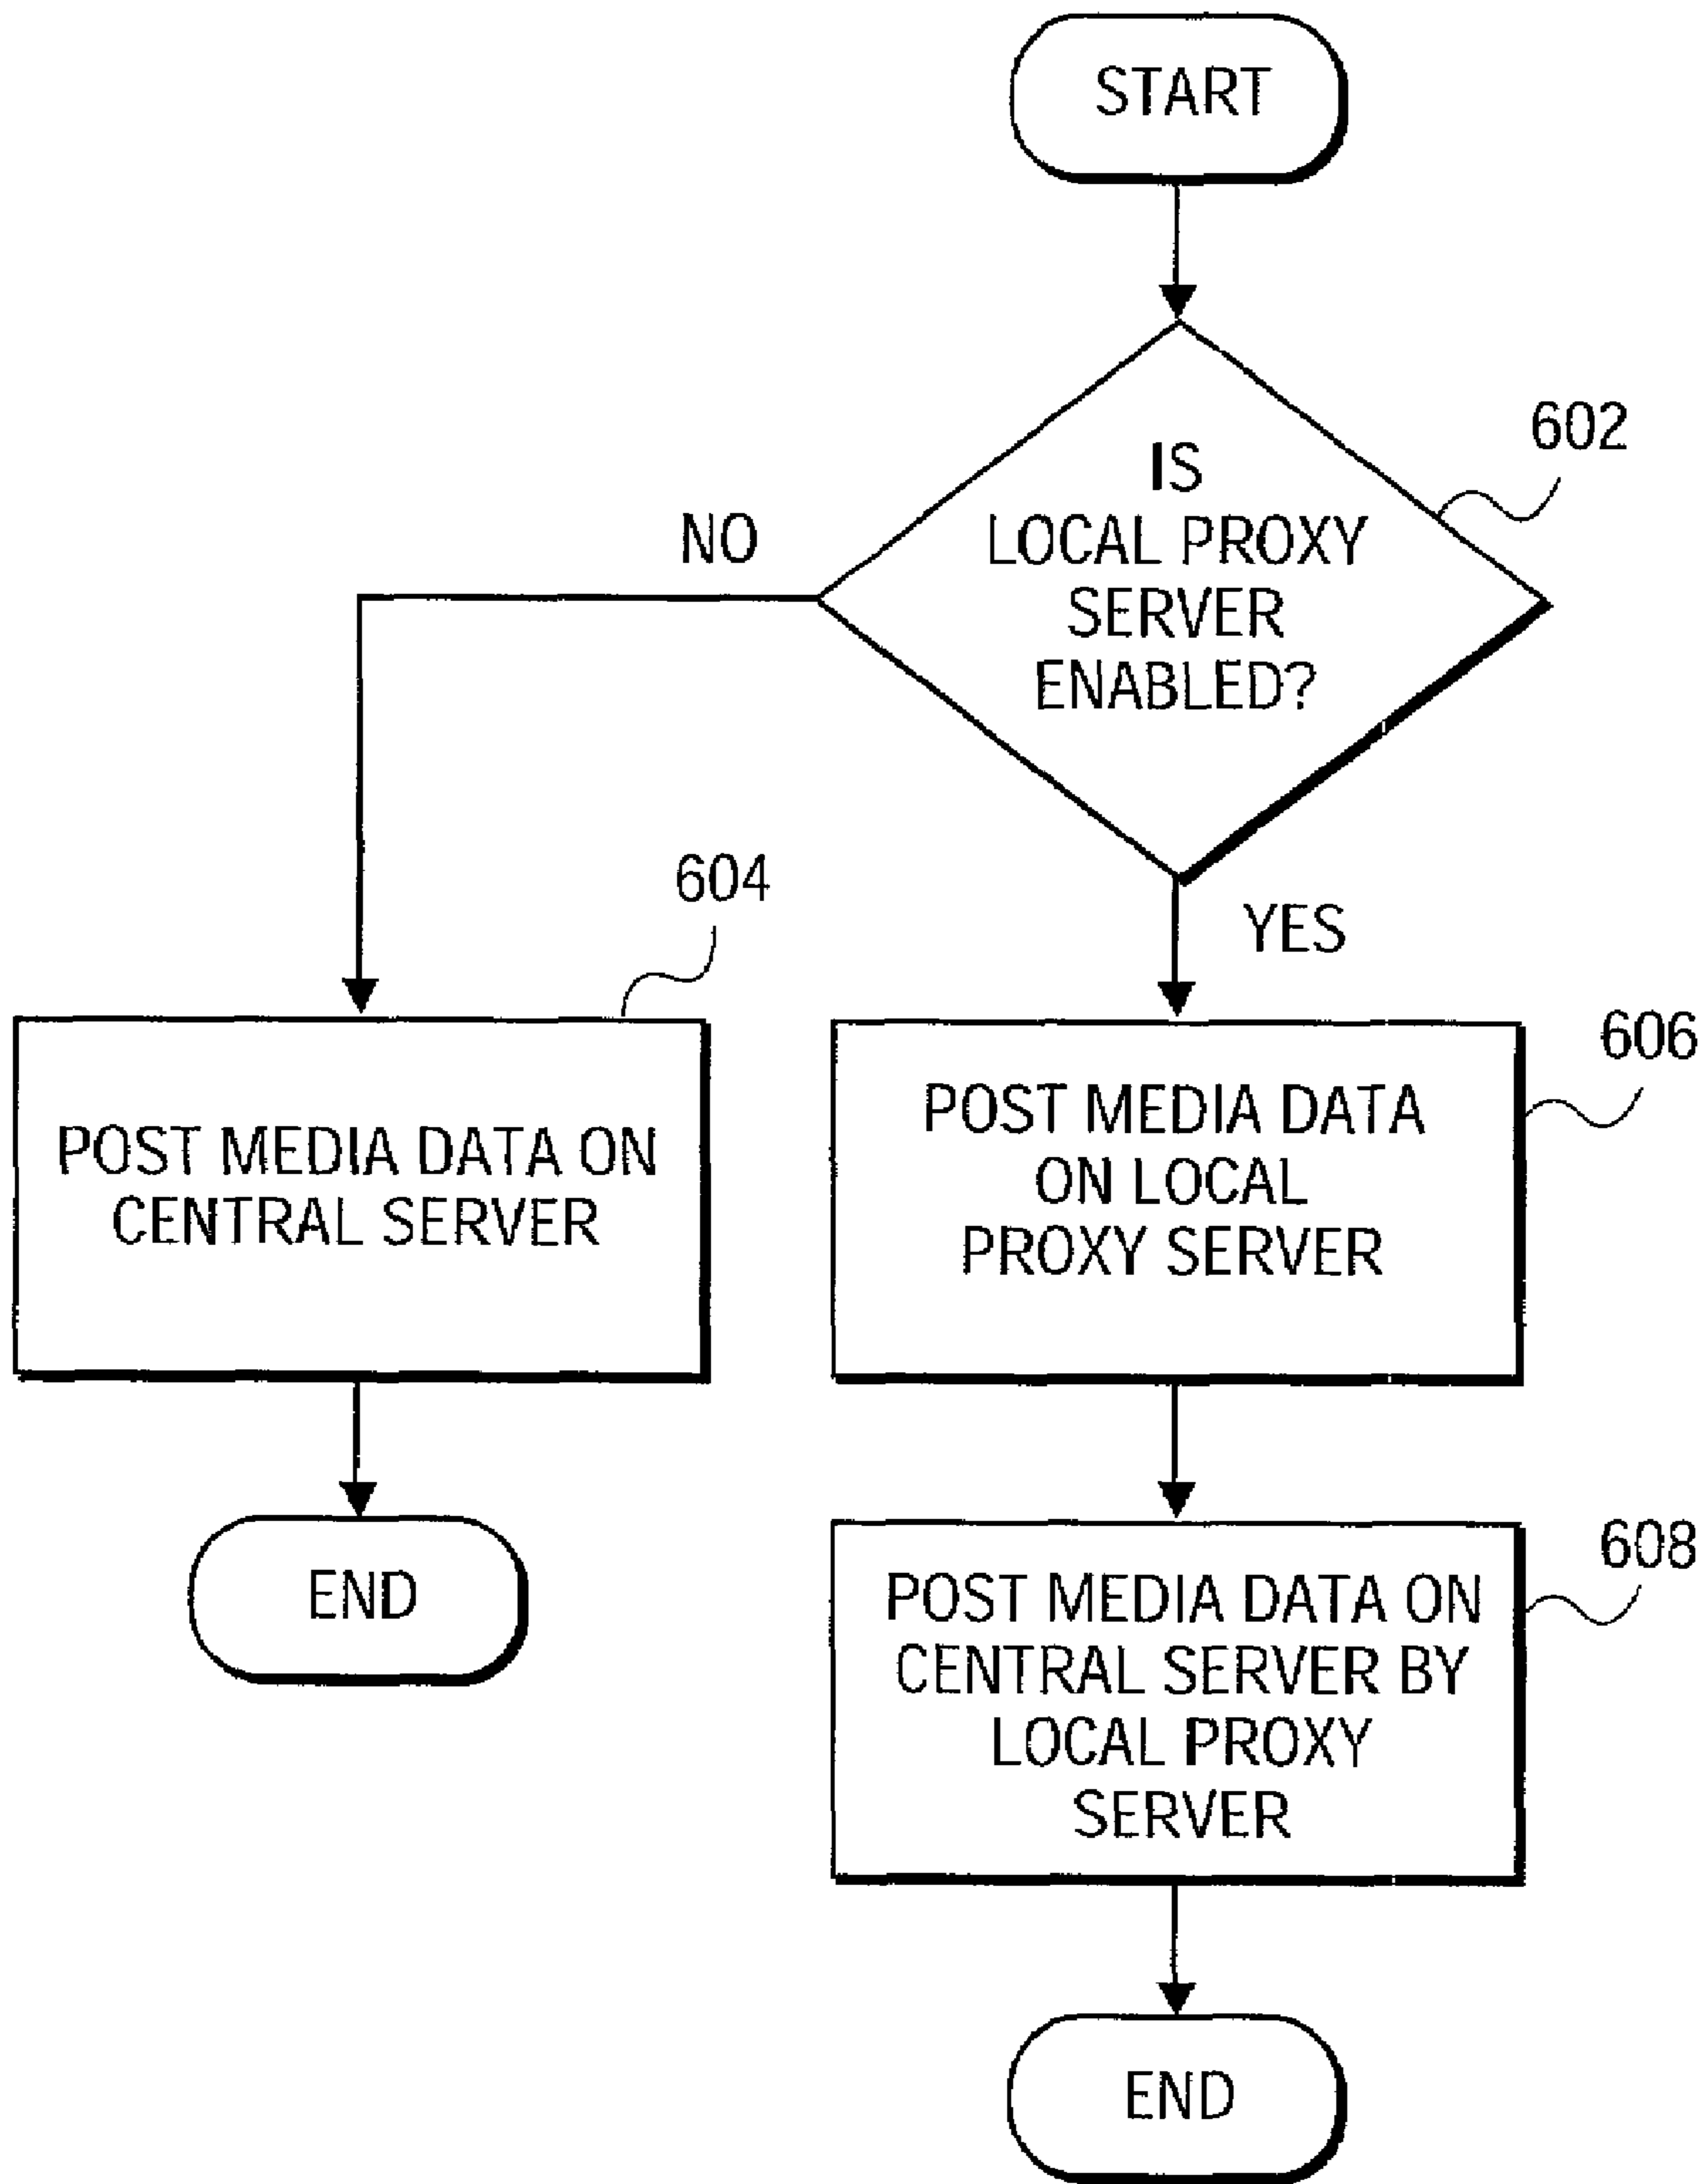 START
602
IS
LOCAL PROXY
SERVER
ENABLED?
NO
YES
604
POST MEDIA DATA ON
CENTRAL SERVER
606
POST MEDIA DATA
ON LOCAL
PROXY SERVER
END
608
POST MEDIA DATA ON
CENTRAL SERVER BY
LOCAL PROXY
SERVER
END